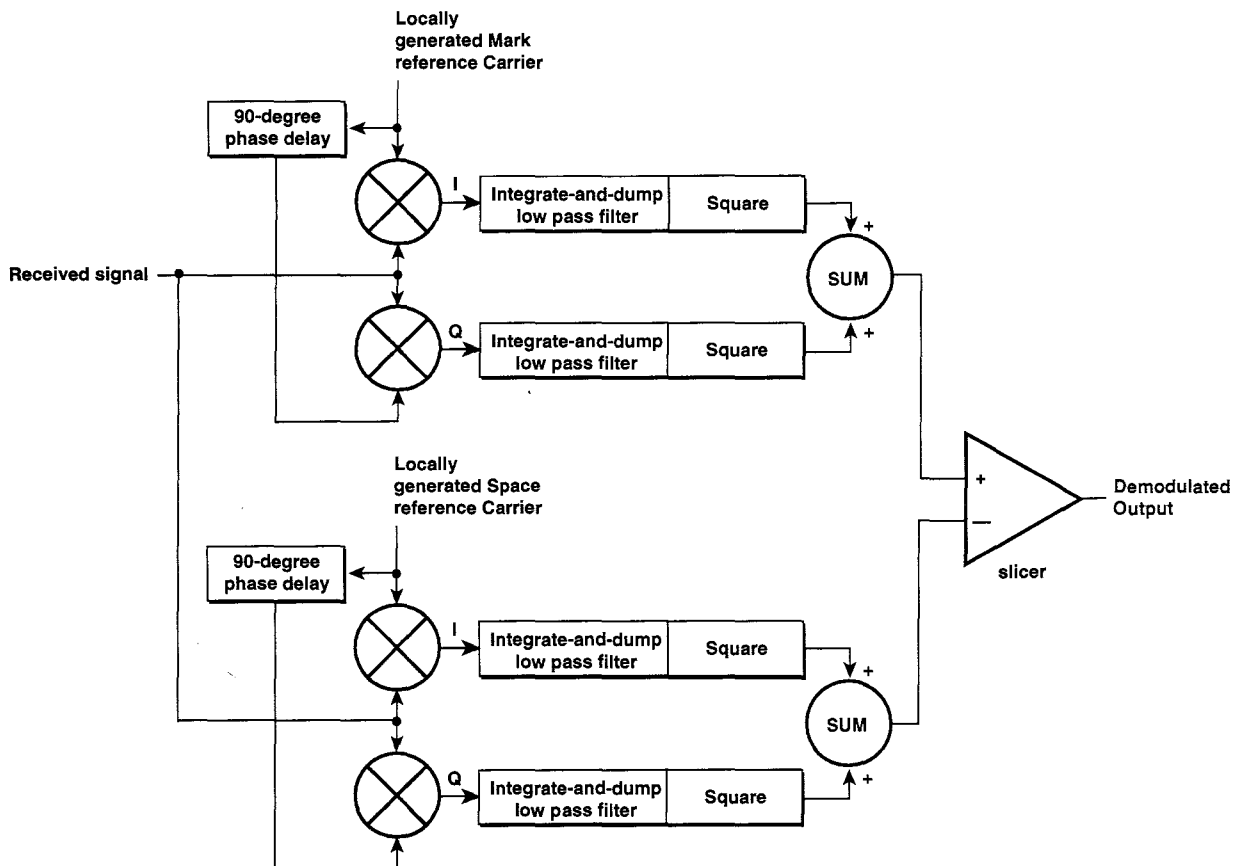 Locally
generated Mark
reference Carrier
90-degree
phase delay
I
Integrate-and-dump
low pass filter
Square
+
Received signal
SUM
Q
Integrate-and-dump
low pass filter
Square
+
Locally
generated Space
reference Carrier
+
—
Demodulated
Output
slicer
90-degree
phase delay
I
Integrate-and-dump
low pass filter
Square
+
SUM
Q
Integrate-and-dump
low pass filter
Square
+